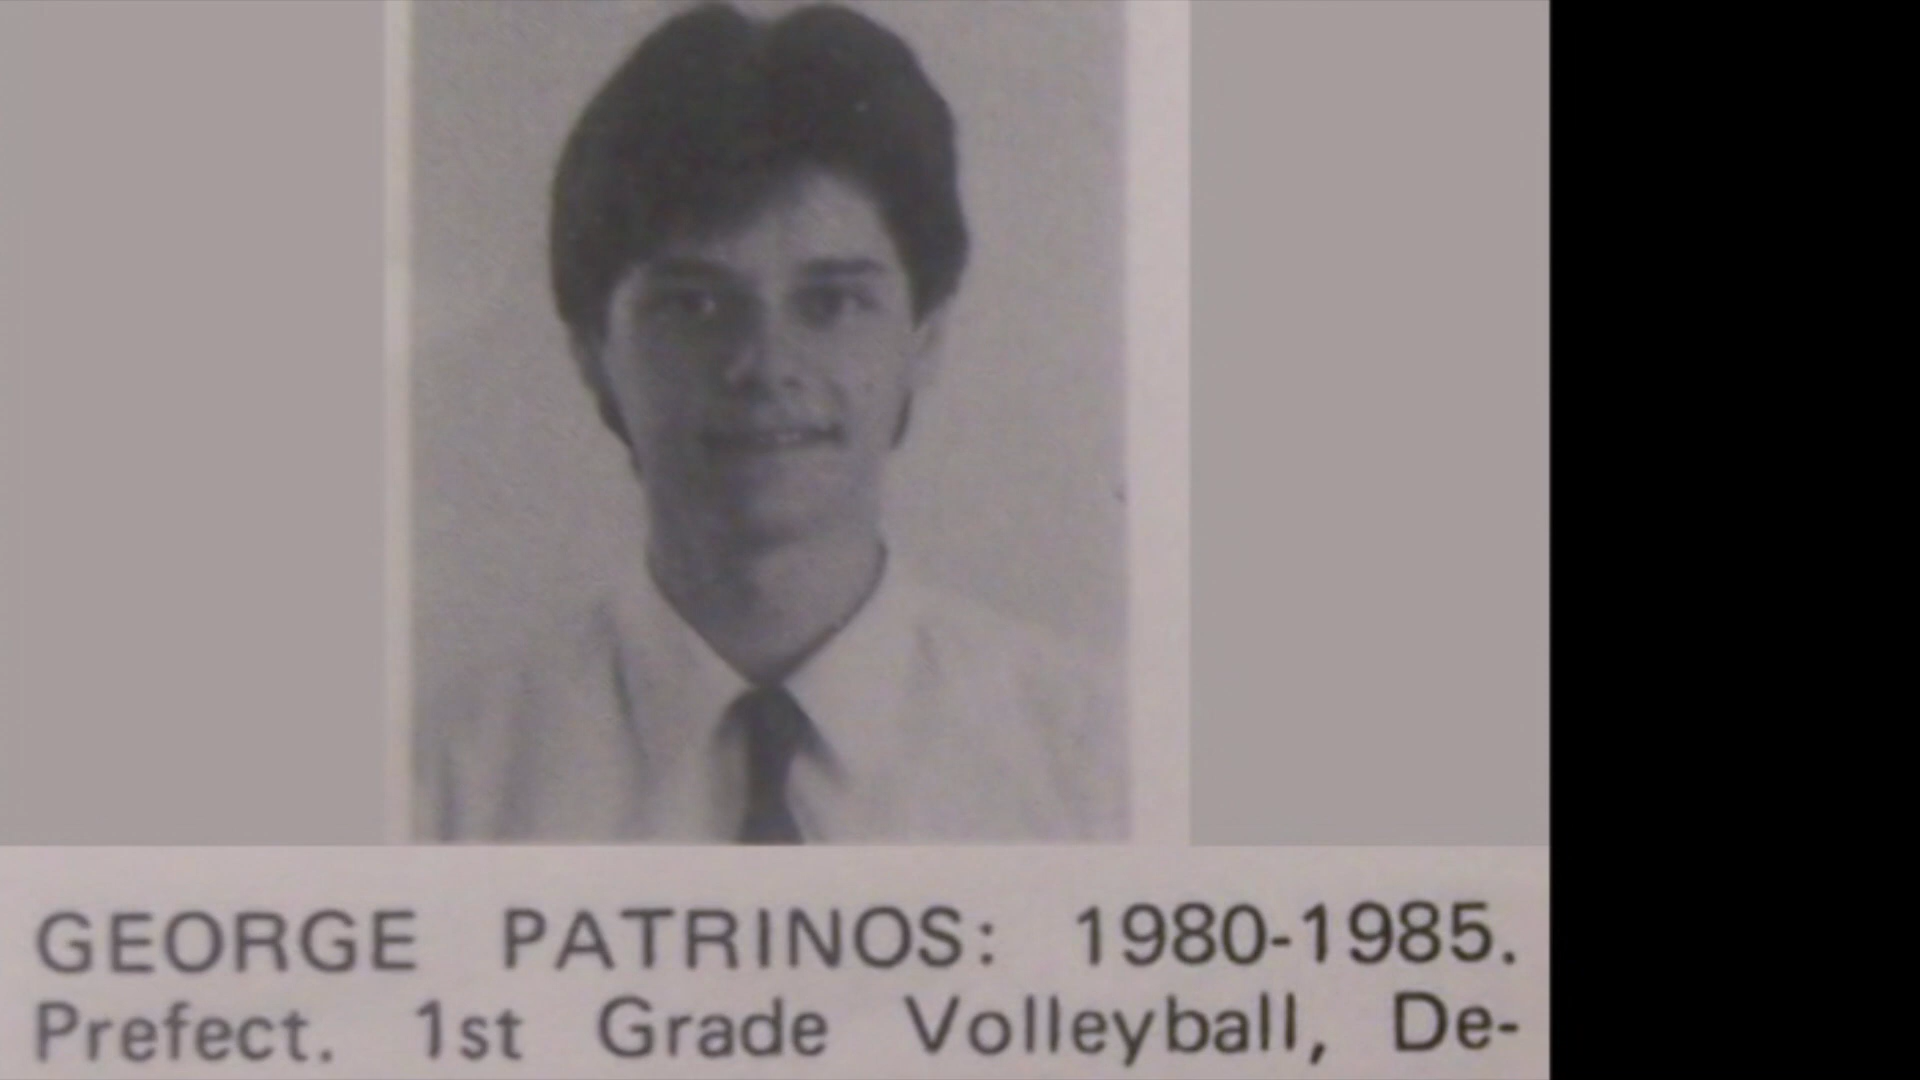 GEORGE PATRINOS: 1980-1985.
Prefect. 1st Grade Volleyball, De-